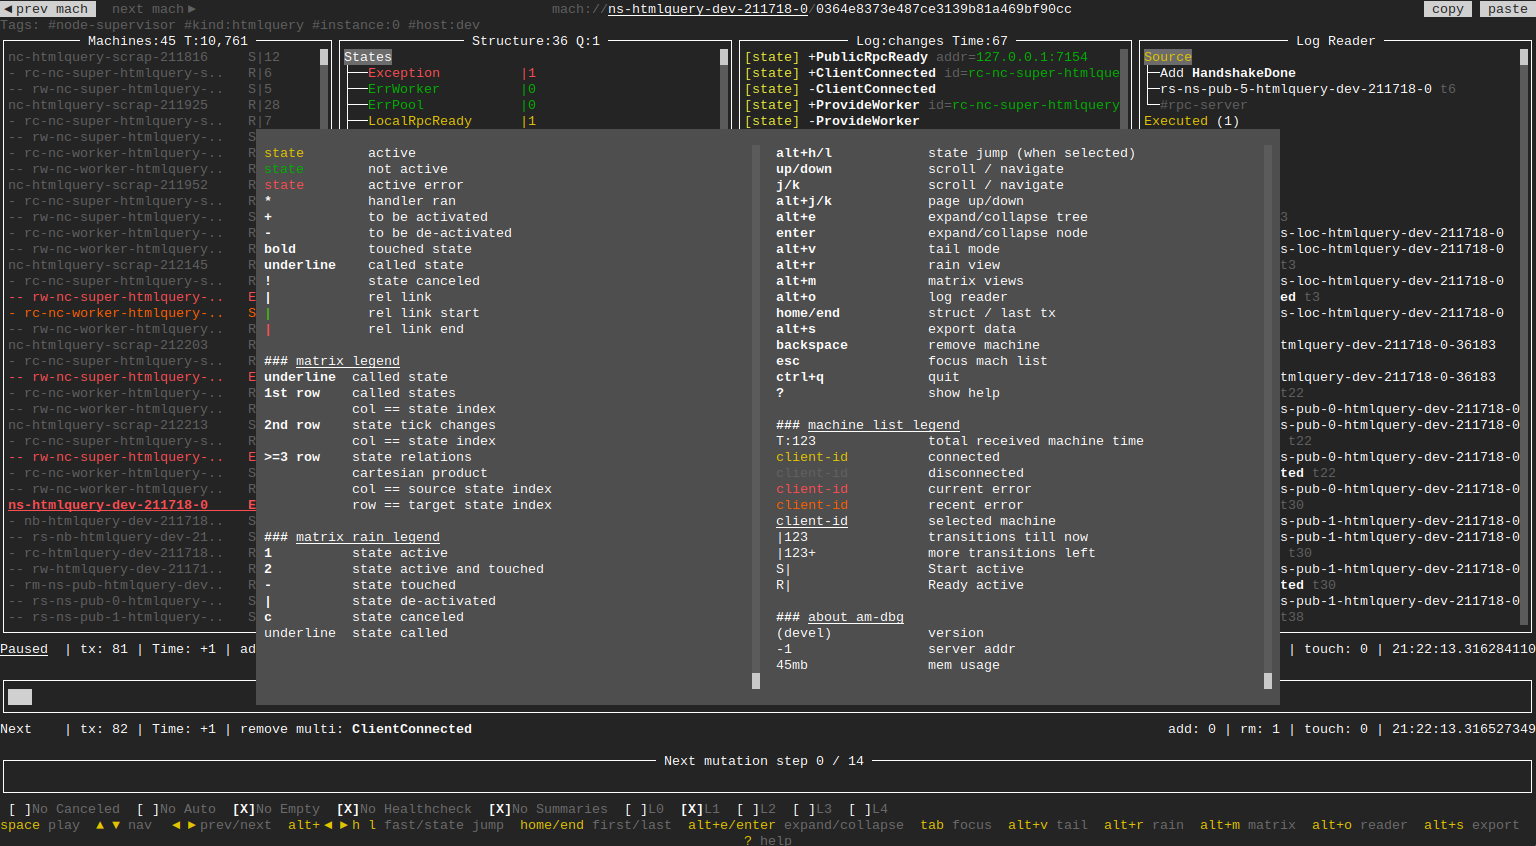 ◄prev mach  next mach►  mach://ns-htmlquery-dev-211718-0/0364e8373e487ce3139b81a469bf90cc  copy  paste
Tags: #node-supervisor #kind:htmlquery #instance:0 #host:dev
Machines:45 T:10,761  Structure:36 Q:1  Log:changes Time:67  Log Reader
nc-htmlquery-scrap-211816 S|12
- rc-nc-super-htmlquery-s.. R|6
-- rw-nc-super-htmlquery.. S|5
nc-htmlquery-scrap-211925 R|28
- rc-nc-super-htmlquery-s.. R|7
-- rw-nc-super-htmlquery.. S
- rc-nc-worker-htmlquery-.. R
-- rw-nc-worker-htmlquery.. R
nc-htmlquery-scrap-211952 R
- rc-nc-super-htmlquery-s.. R
-- rw-nc-super-htmlquery-.. S
- rc-nc-worker-htmlquery-.. R
-- rw-nc-worker-htmlquery.. R
nc-htmlquery-scrap-212145 R
- rc-nc-super-htmlquery-s.. R
-- rw-nc-super-htmlquery-.. E
- rc-nc-worker-htmlquery-.. S
-- rw-nc-worker-htmlquery.. R
nc-htmlquery-scrap-212203 R
- rc-nc-super-htmlquery-s.. R
-- rw-nc-super-htmlquery-.. E
- rc-nc-worker-htmlquery-.. R
-- rw-nc-worker-htmlquery.. R
nc-htmlquery-scrap-212213 S
- rc-nc-super-htmlquery-s.. R
-- rw-nc-super-htmlquery-.. E
- rc-nc-worker-htmlquery-.. S
-- rw-nc-worker-htmlquery.. R
ns-htmlquery-dev-211718-0 E
- nb-htmlquery-dev-211718.. S
-- rs-nb-htmlquery-dev-21.. S
- rc-htmlquery-dev-211718.. R
-- rw-htmlquery-dev-21171.. R
- rm-ns-pub-htmlquery-dev.. R
-- rs-ns-pub-0-htmlquery-.. S
-- rs-ns-pub-1-htmlquery-.. S
States
Exception |1
ErrWorker |0
ErrPool |0
LocalRpcReady |1
[state] +PublicRpcReady addr=127.0.0.1:7154
[state] +ClientConnected id=rc-nc-super-htmlque
[state] -ClientConnected
[state] +ProvideWorker id=rc-nc-super-htmlquery
[state] -ProvideWorker
Source
Add HandshakeDone
rs-ns-pub-5-htmlquery-dev-211718-0 t6
#rpc-server
Executed (1)
3
s-loc-htmlquery-dev-211718-0
s-loc-htmlquery-dev-211718-0
t3
s-loc-htmlquery-dev-211718-0
ed t3
s-loc-htmlquery-dev-211718-0
tmlquery-dev-211718-0-36183
tmlquery-dev-211718-0-36183
t22
s-pub-0-htmlquery-dev-211718-0
s-pub-0-htmlquery-dev-211718-0
t22
s-pub-0-htmlquery-dev-211718-0
ted t22
s-pub-0-htmlquery-dev-211718-0
t30
s-pub-1-htmlquery-dev-211718-0
s-pub-1-htmlquery-dev-211718-0
t30
s-pub-1-htmlquery-dev-211718-0
ted t30
s-pub-1-htmlquery-dev-211718-0
t38
state active
state not active
state active error
* handler ran
+ to be activated
- to be de-activated
bold touched state
underline called state
! state canceled
| rel link
| rel link start
| rel link end
### matrix legend
underline called state
1st row called states
col == state index
2nd row state tick changes
col == state index
>=3 row state relations
cartesian product
col == source state index
row == target state index
### matrix rain legend
1 state active
2 state active and touched
- state touched
| state de-activated
c state canceled
underline state called
alt+h/l state jump (when selected)
up/down scroll / navigate
j/k scroll / navigate
alt+j/k page up/down
alt+e expand/collapse tree
enter expand/collapse node
alt+v tail mode
alt+r rain view
alt+m matrix views
alt+o log reader
home/end struct / last tx
alt+s export data
backspace remove machine
esc focus mach list
ctrl+q quit
? show help
### machine list legend
T:123 total received machine time
client-id connected
client-id disconnected
client-id current error
client-id recent error
client-id selected machine
|123 transitions till now
|123+ more transitions left
S| Start active
R| Ready active
### about am-dbg
(devel) version
-1 server addr
45mb mem usage
Paused | tx: 81 | Time: +1 | ad | touch: 0 | 21:22:13.316284110
Next | tx: 82 | Time: +1 | remove multi: ClientConnected add: 0 | rm: 1 | touch: 0 | 21:22:13.316527349
Next mutation step 0 / 14
[ ]No Canceled [ ]No Auto [X]No Empty [X]No Healthcheck [X]No Summaries [ ]L0 [X]L1 [ ]L2 [ ]L3 [ ]L4
space play ▲ ▼ nav ◄ ►prev/next alt+◄ ►h l fast/state jump home/end first/last alt+e/enter expand/collapse tab focus alt+v tail alt+r rain alt+m matrix alt+o reader alt+s export
? help